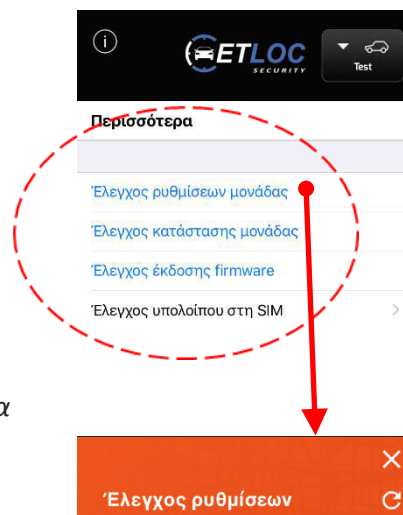 ETLOC
SECURITY
Test
Περισσότερα
Έλεγχος ρυθμίσεων μονάδας
Έλεγχος κατάστασης μονάδας
Έλεγχος έκδοσης firmware
Έλεγχος υπολοίπου στη SIM
α
Έλεγχος ρυθμίσεων